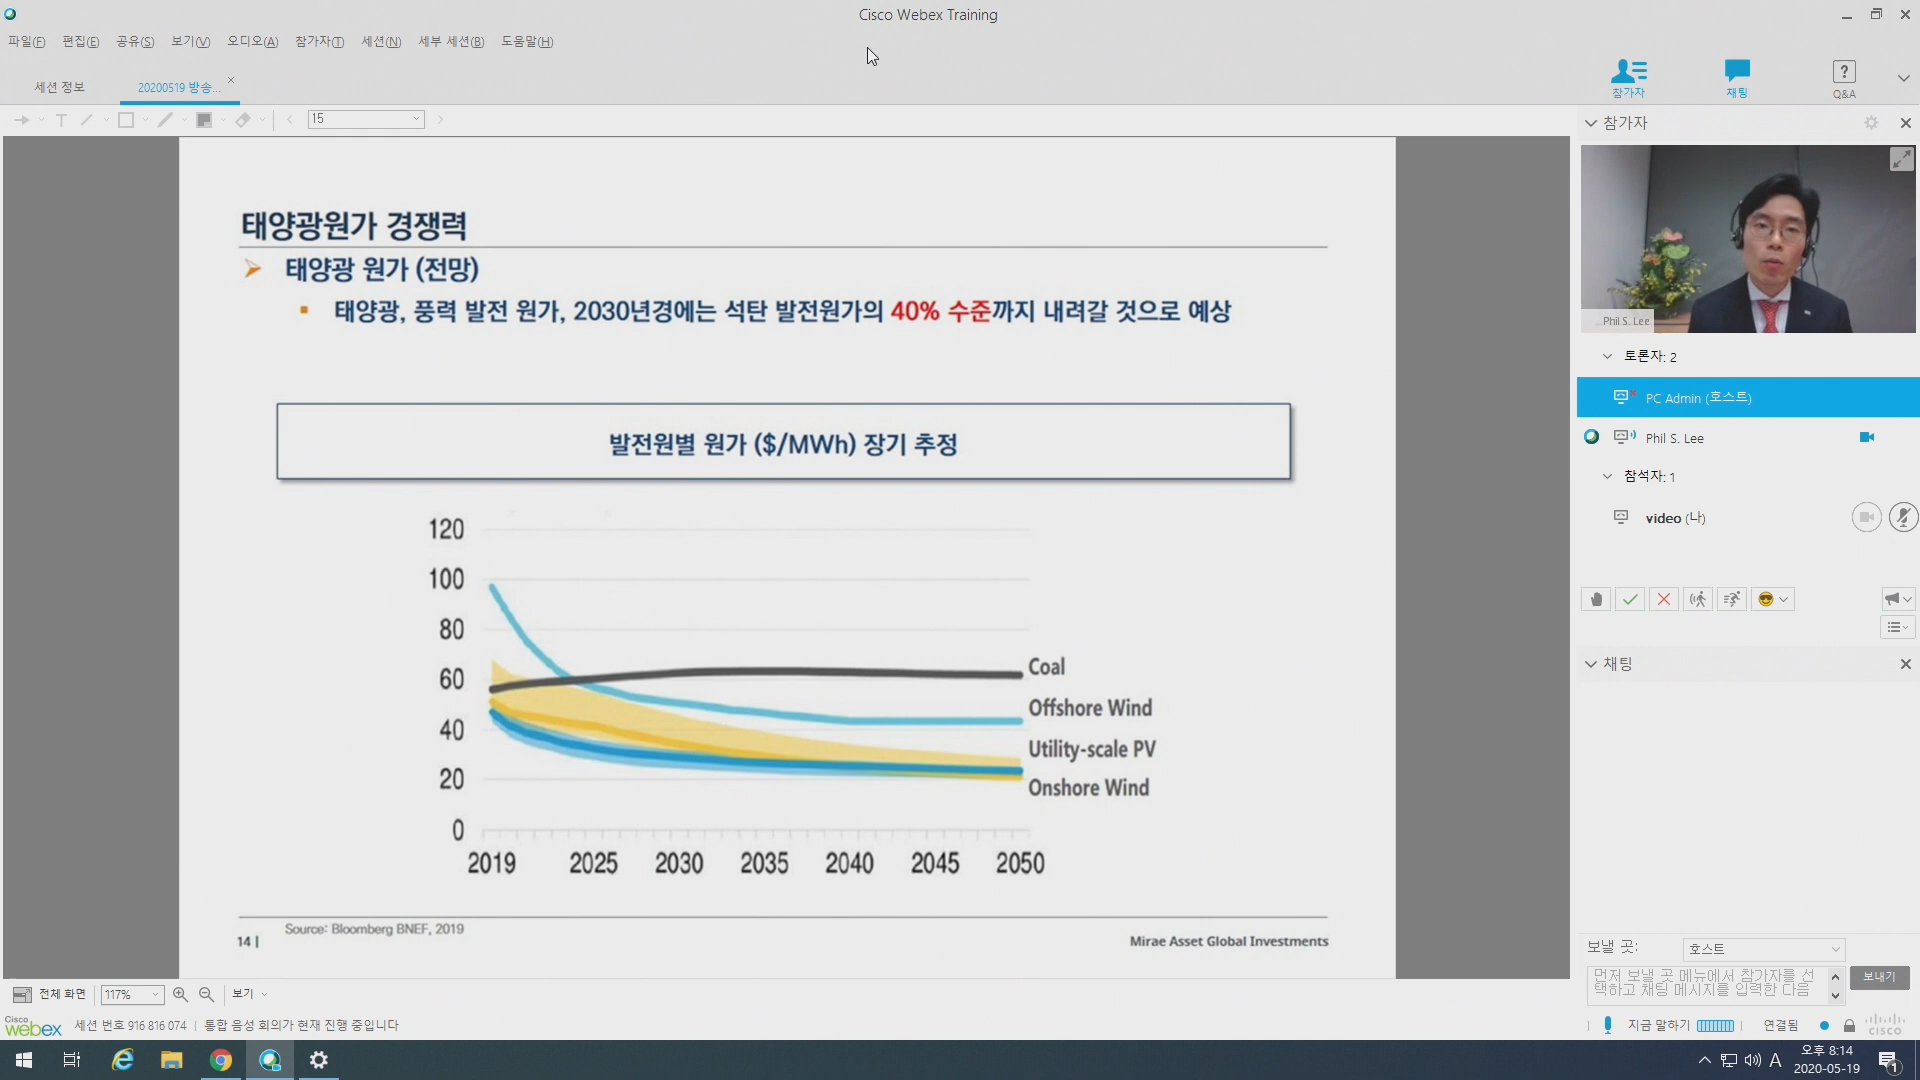 Cisco Webex Training
파일(F) 편집(E) 공유(S) 보기(V) 오디오(A) 참가자(T) 세션(N) 세부 세션(B) 도움말(H)
참가자 채팅 Q&A
세션 정보 20200519 방송...
15
태양광원가 경쟁력
태양광 원가 (전망)
태양광, 풍력 발전 원가, 2030년경에는 석탄 발전원가의 40% 수준까지 내려갈 것으로 예상
발전원별 원가 ($/MWh) 장기 추정
120
100
80
60
40
20
0
2019 2025 2030 2035 2040 2045 2050
Coal
Offshore Wind
Utility-scale PV
Onshore Wind
Source: Bloomberg BNEF, 2019
14 |
Mirae Asset Global Investments
참가자
Phil S. Lee
토론자: 2
PC Admin (호스트)
Phil S. Lee
참석자: 1
video (나)
채팅
보낼 곳: 호스트
먼저 보낼 곳 메뉴에서 참가자를 선
택하고 채팅 메시지를 입력한 다음
보내기
전체 화면 117% 보기
Cisco webex 세션 번호 916 816 074 | 통합 음성 회의가 현재 진행 중입니다
지금 말하기 연결됨 cisco
A 오후 8:14
2020-05-19
1